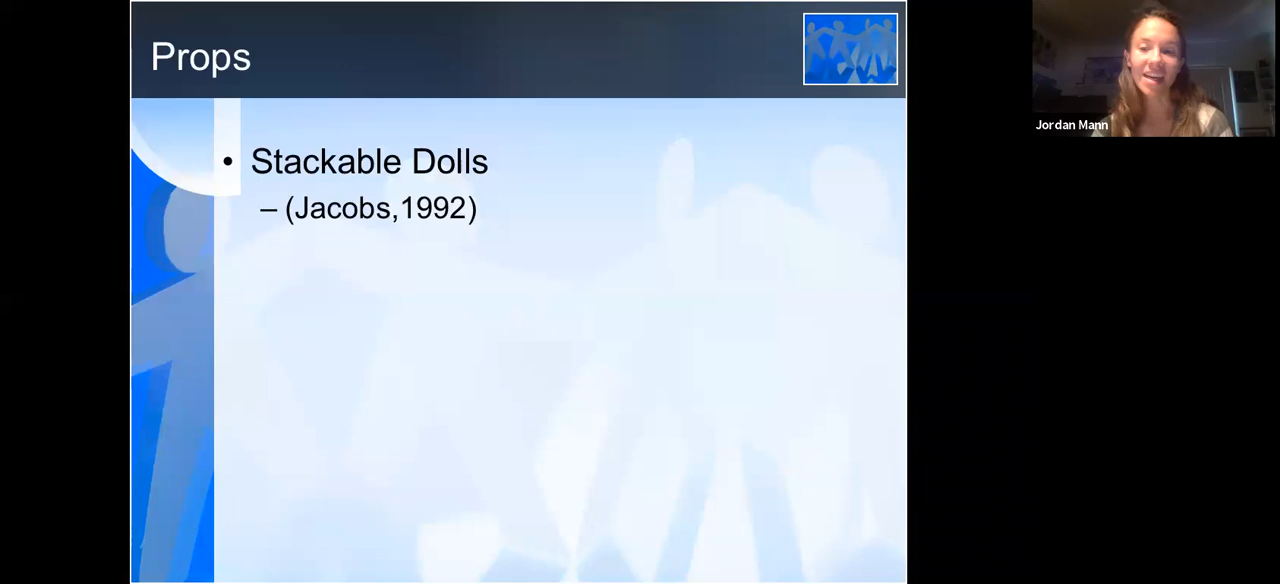 Props
• Stackable Dolls
– (Jacobs,1992)
Jordan Mann